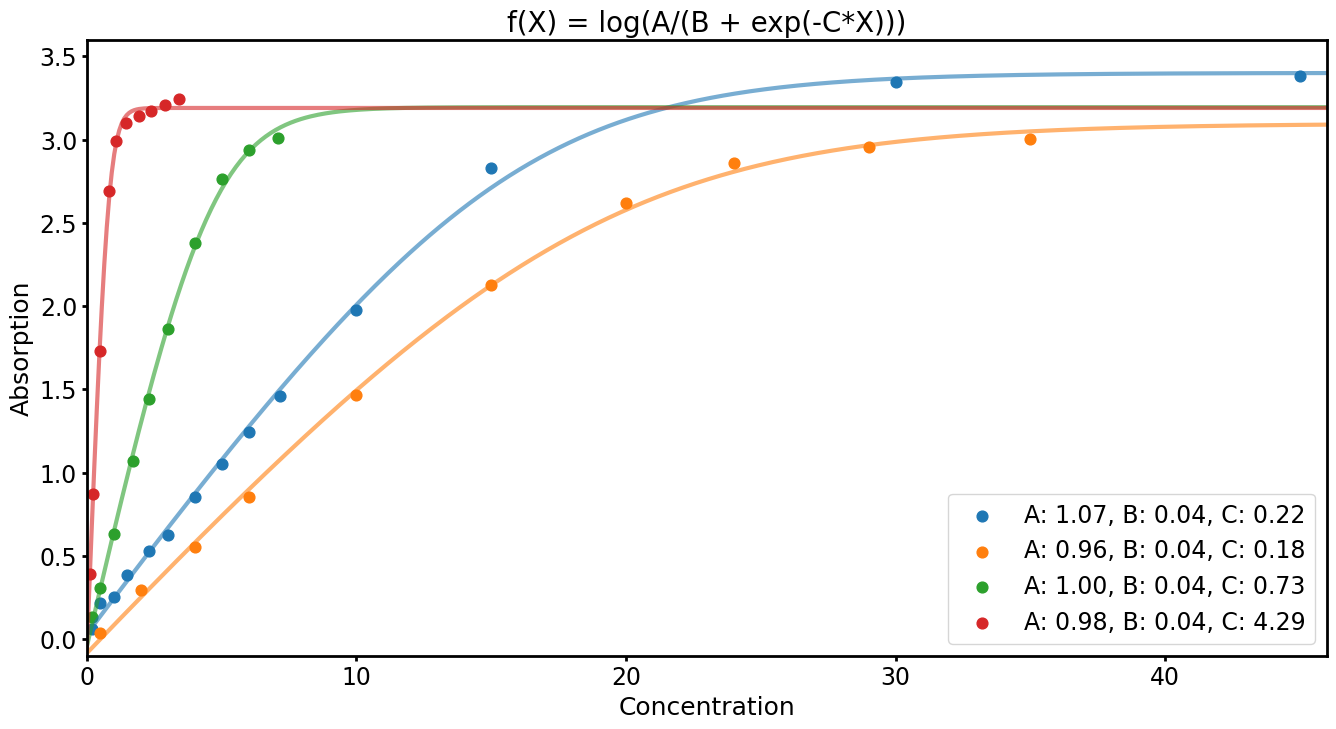 f(X) = log(A/(B + exp(-C*X)))
3.5
3.0
2.5
2.0
1.5
1.0
0.5
0.0
Absorption
A: 1.07, B: 0.04, C: 0.22
A: 0.96, B: 0.04, C: 0.18
A: 1.00, B: 0.04, C: 0.73
A: 0.98, B: 0.04, C: 4.29
0 10 20 30 40
Concentration